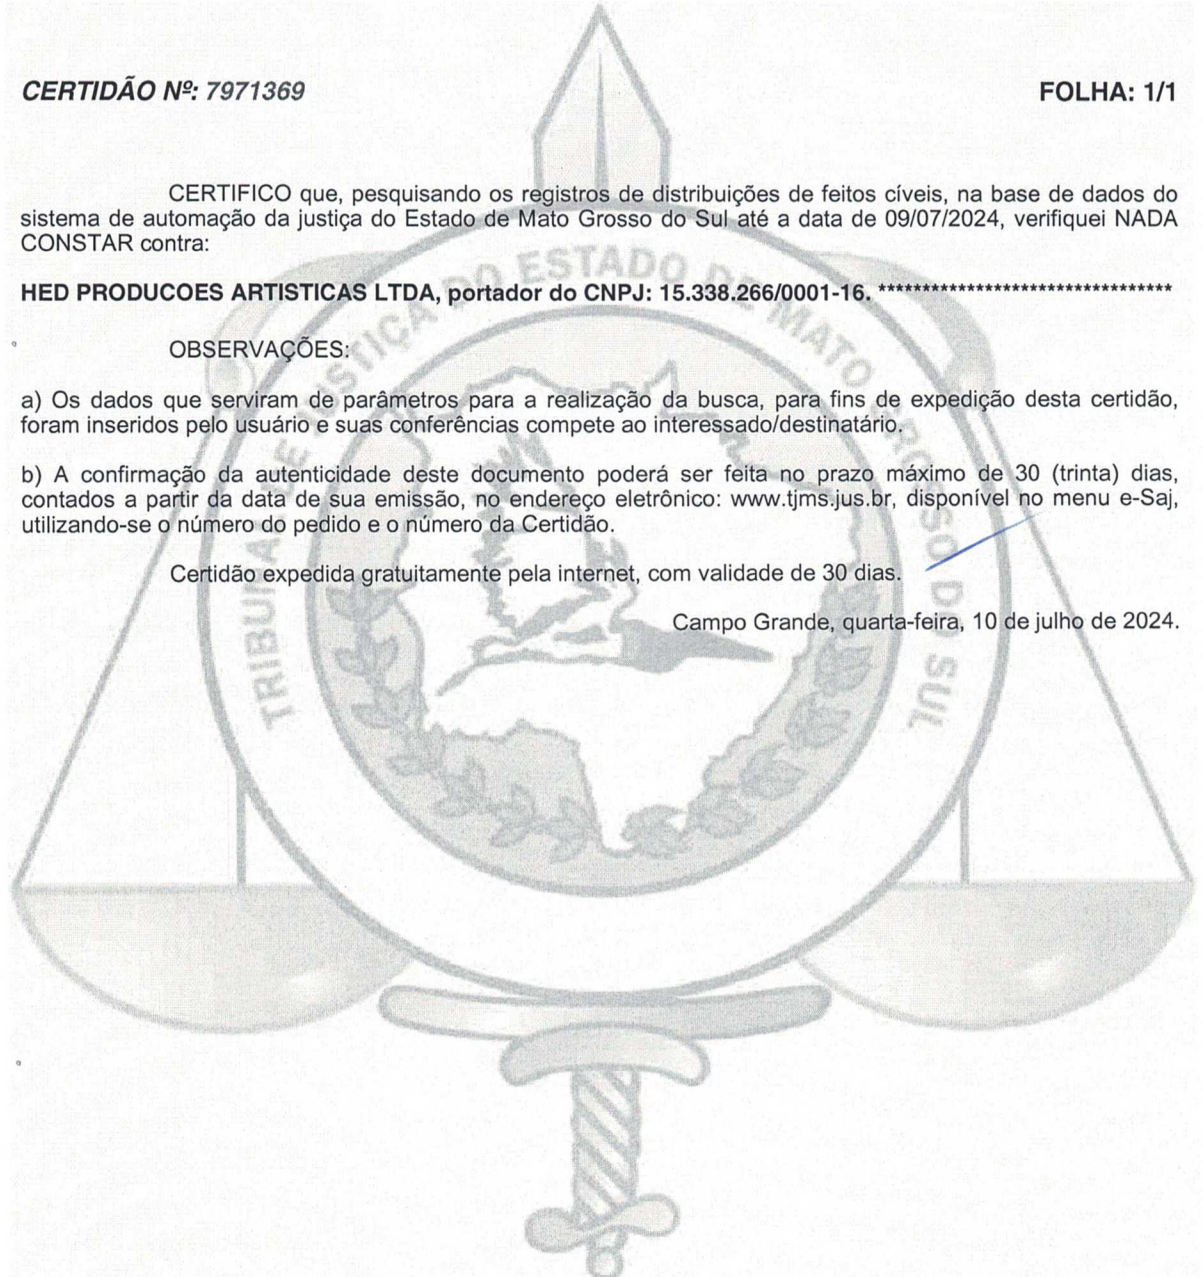 CERTIDÃO Nº: 7971369
FOLHA: 1/1
CERTIFICO que, pesquisando os registros de distribuições de feitos cíveis, na base de dados do
sistema de automação da justiça do Estado de Mato Grosso do Sul até a data de 09/07/2024, verifiquei NADA
CONSTAR contra:
HED PRODUCOES ARTISTICAS LTDA, portador do CNPJ: 15.338.266/0001-16. *********************************
OBSERVAÇÕES:
a) Os dados que serviram de parâmetros para a realização da busca, para fins de expedição desta certidão,
foram inseridos pelo usuário e suas conferências compete ao interessado/destinatário.
b) A confirmação da autenticidade deste documento poderá ser feita no prazo máximo de 30 (trinta) dias,
contados a partir da data de sua emissão, no endereço eletrônico: www.tjms.jus.br, disponível no menu e-Saj,
utilizando-se o número do pedido e o número da Certidão.
Certidão expedida gratuitamente pela internet, com validade de 30 dias.
Campo Grande, quarta-feira, 10 de julho de 2024.
TRIBUNAL DE JUSTIÇA DO ESTADO DE MATO GROSSO DO SUL